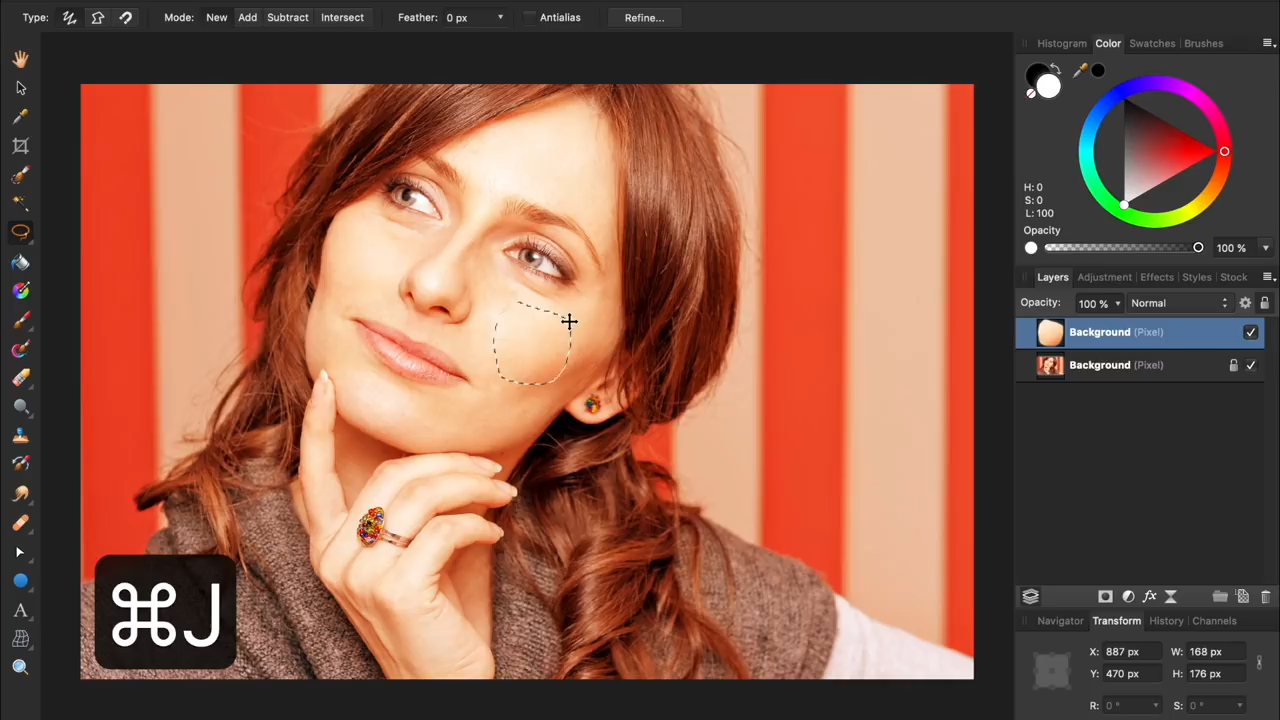 Type:
Mode: New Add Subtract Intersect
Feather: 0 px
Antialias
Refine...
Histogram Color Swatches Brushes
H: 0
S: 0
L: 100
Opacity
100 %
Layers Adjustment Effects Styles Stock
Opacity: 100 % Normal
Background (Pixel)
Background (Pixel)
⌘J
A
Navigator Transform History Channels
X: 887 px W: 168 px
Y: 470 px H: 176 px
R: 0 ° S: 0 °